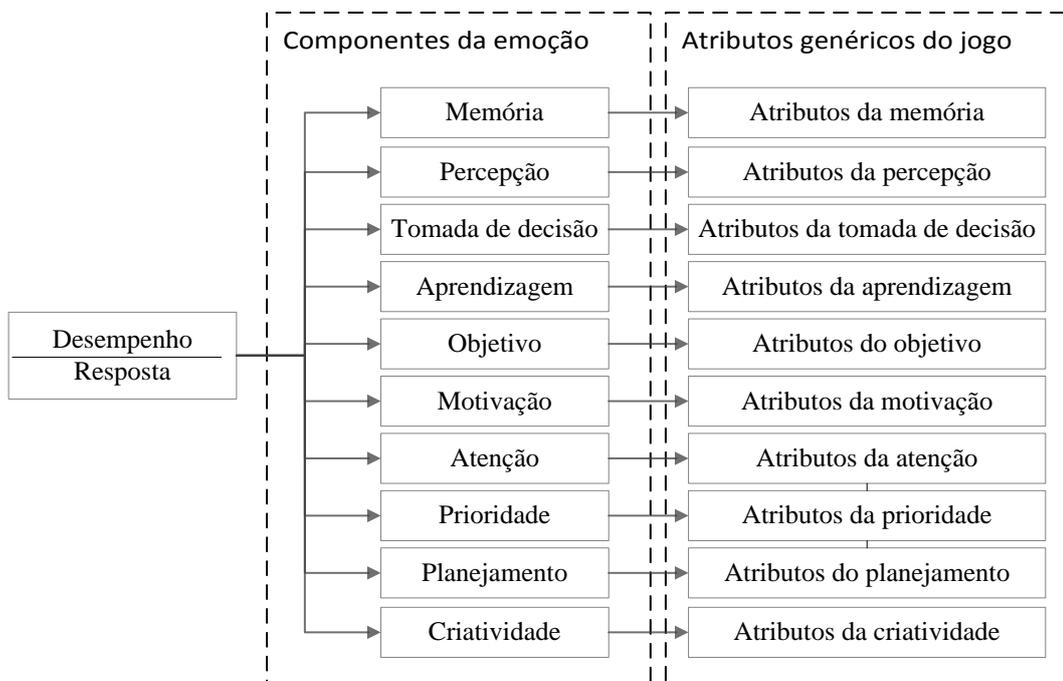 Componentes da emoção
Atributos genéricos do jogo
Memória
Atributos da memória
Percepção
Atributos da percepção
Tomada de decisão
Atributos da tomada de decisão
Aprendizagem
Atributos da aprendizagem
Desempenho
Resposta
Objetivo
Atributos do objetivo
Motivação
Atributos da motivação
Atenção
Atributos da atenção
Prioridade
Atributos da prioridade
Planejamento
Atributos do planejamento
Criatividade
Atributos da criatividade